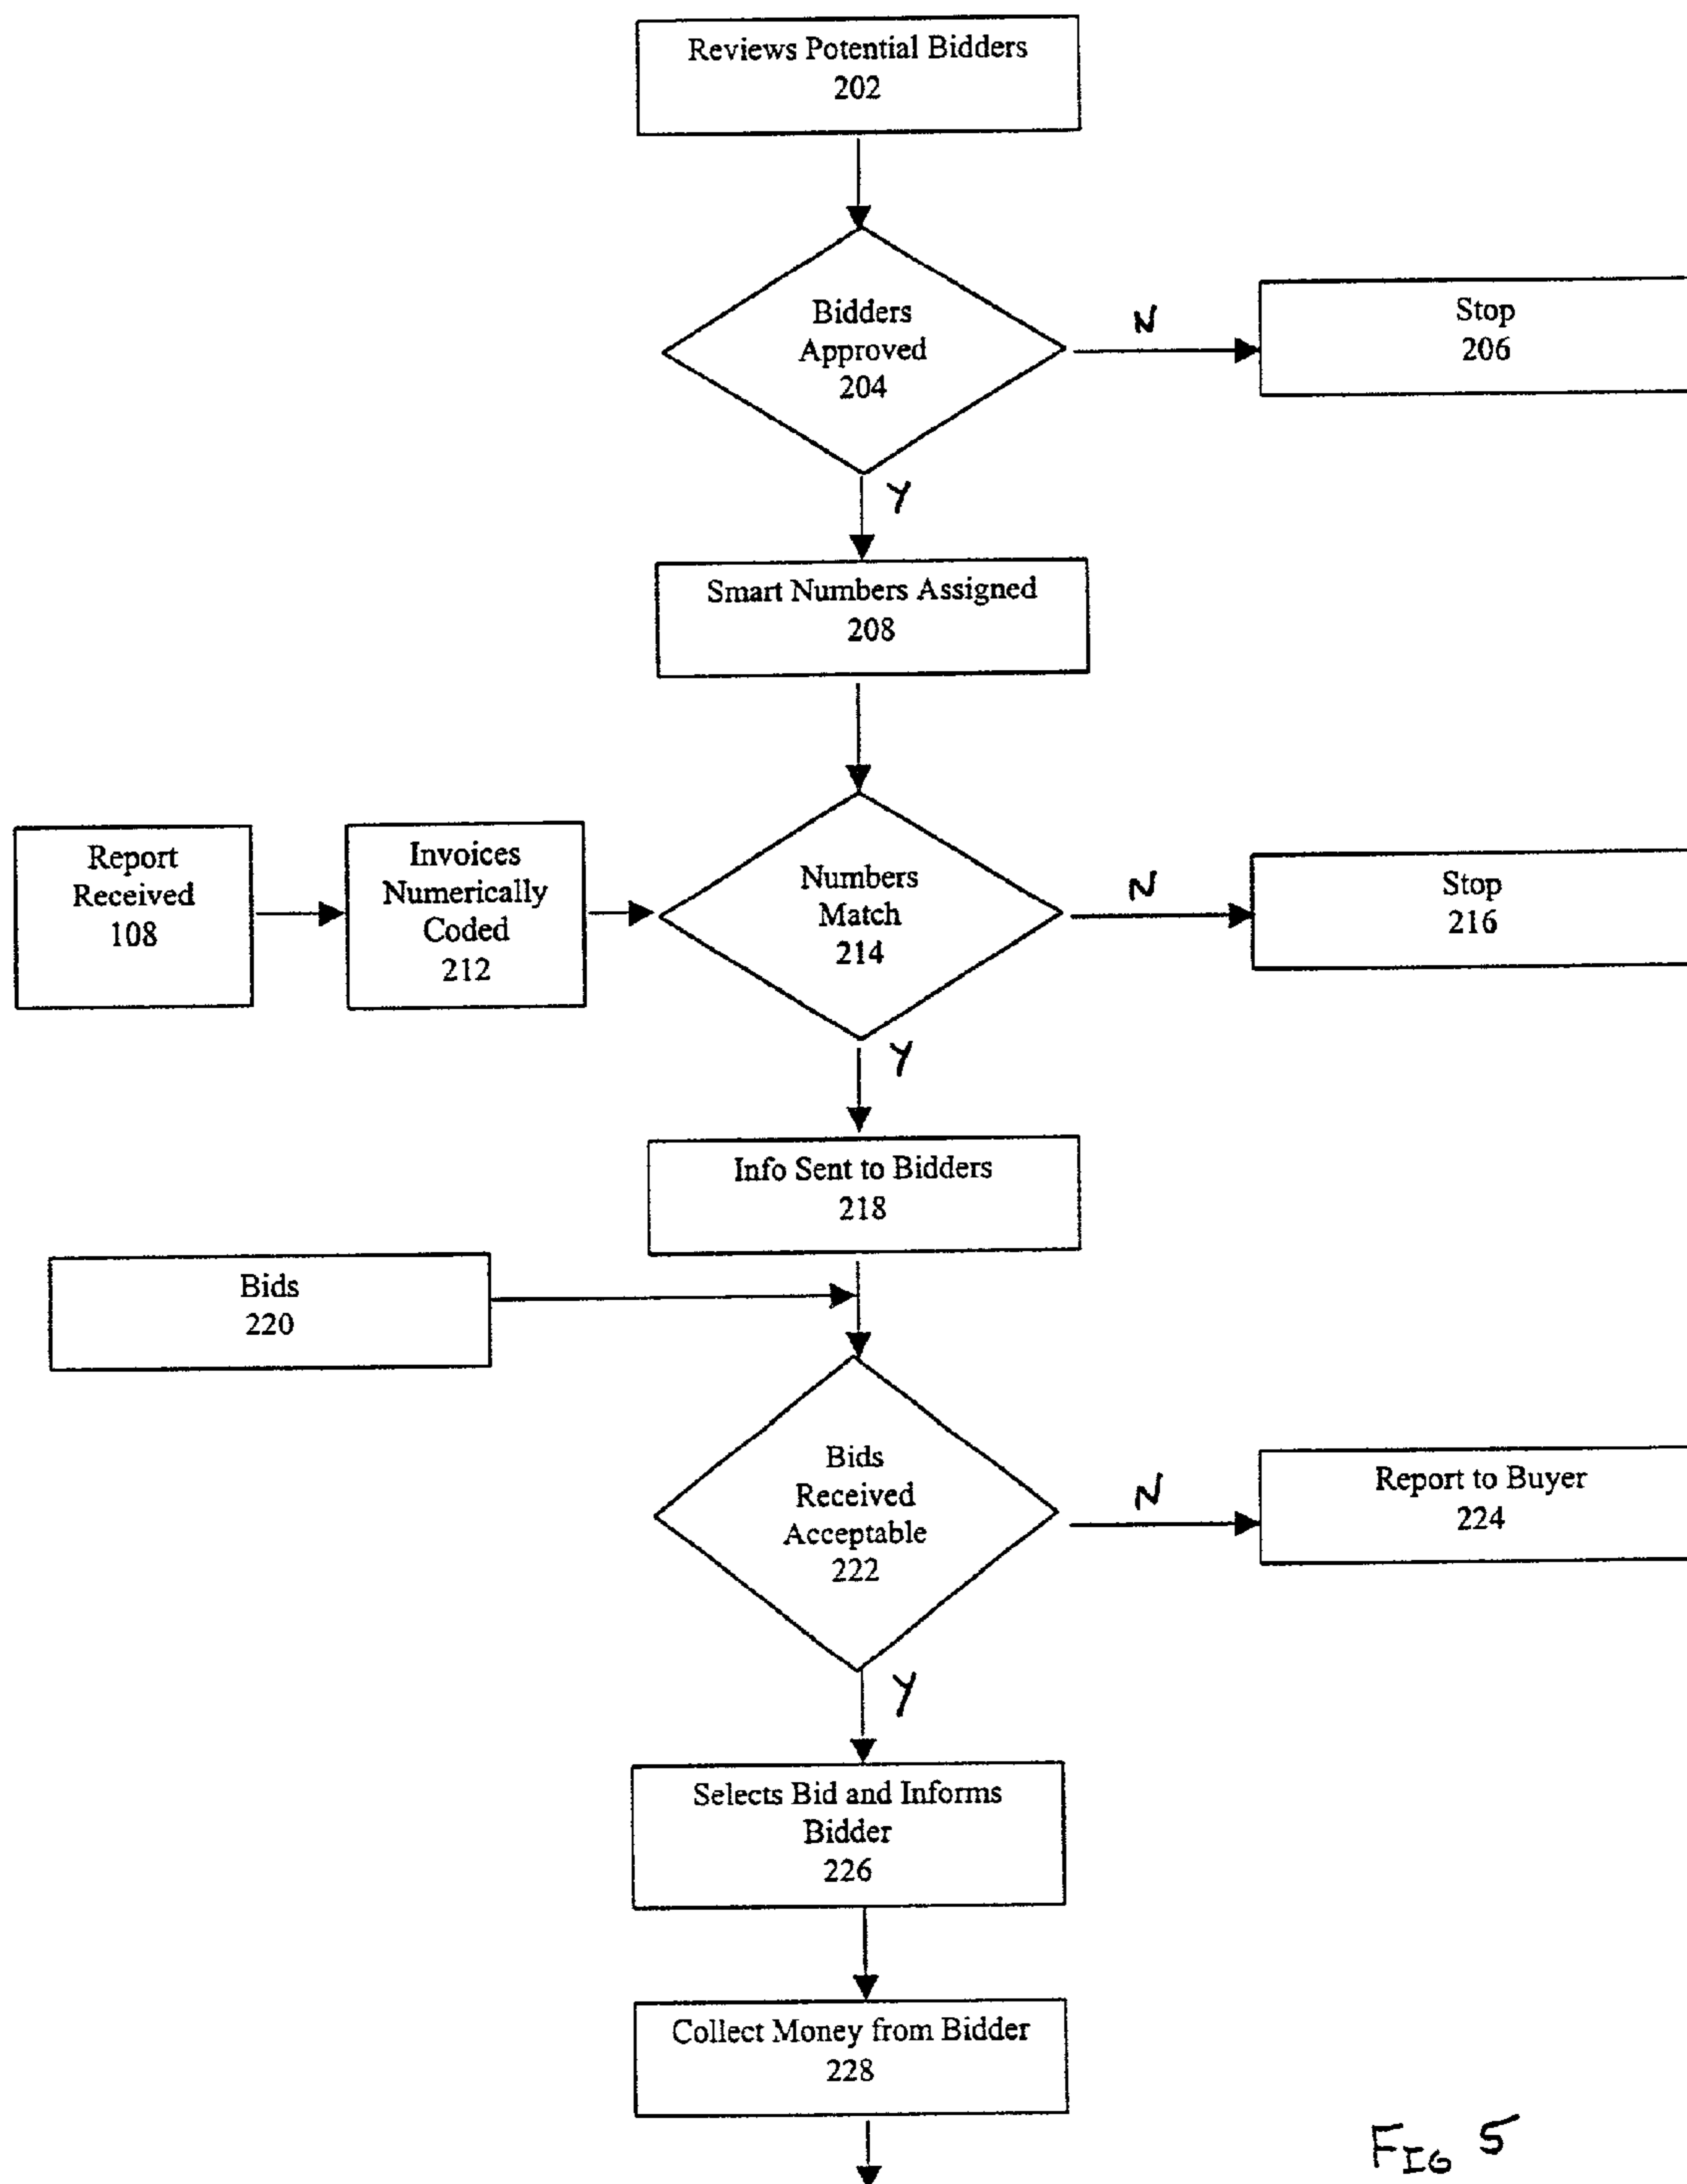 Reviews Potential Bidders
202
Bidders
Approved
204
N
Stop
206
Y
Smart Numbers Assigned
208
Report
Received
108
Invoices
Numerically
Coded
212
Numbers
Match
214
N
Stop
216
Y
Info Sent to Bidders
218
Bids
220
Bids
Received
Acceptable
222
N
Report to Buyer
224
Y
Selects Bid and Informs
Bidder
226
Collect Money from Bidder
228
FIG 5